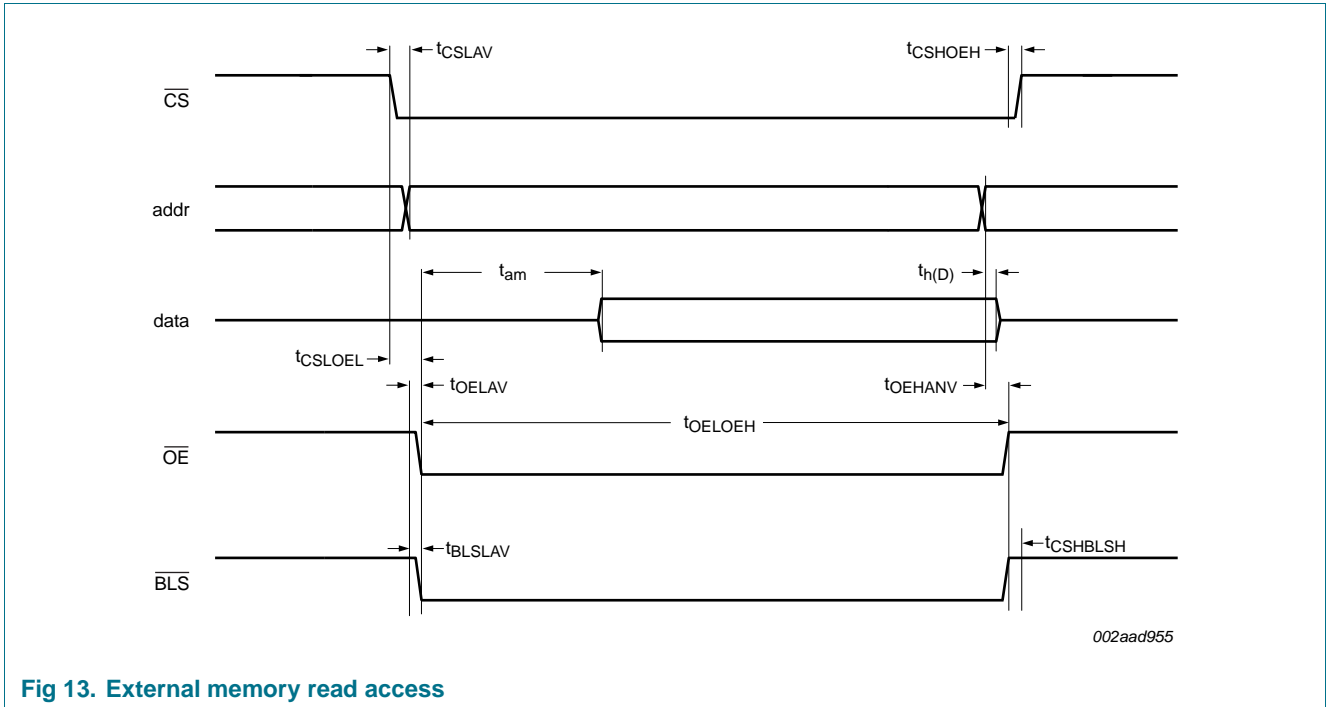 tCSLAV
tCSHOEH
CS
addr
tam
th(D)
data
tCSLOEL
tOELAV
tOEHANV
tOELOEH
OE
tBLSLAV
tCSHBLSH
BLS
002aad955
Fig 13. External memory read access